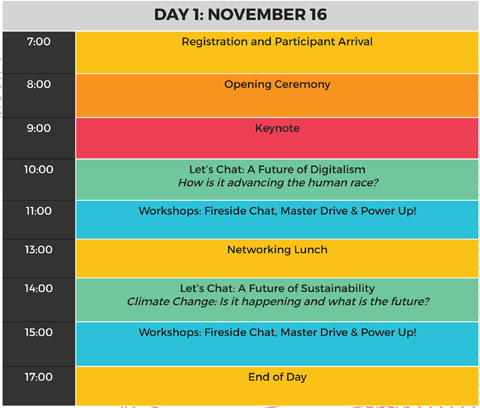 DAY 1: NOVEMBER 16
7:00 Registration and Participant Arrival
8:00 Opening Ceremony
9:00 Keynote
10:00 Let's Chat: A Future of Digitalism
How is it advancing the human race?
11:00 Workshops: Fireside Chat, Master Drive & Power Up!
13:00 Networking Lunch
14:00 Let's Chat: A Future of Sustainability
Climate Change: Is it happening and what is the future?
15:00 Workshops: Fireside Chat, Master Drive & Power Up!
17:00 End of Day